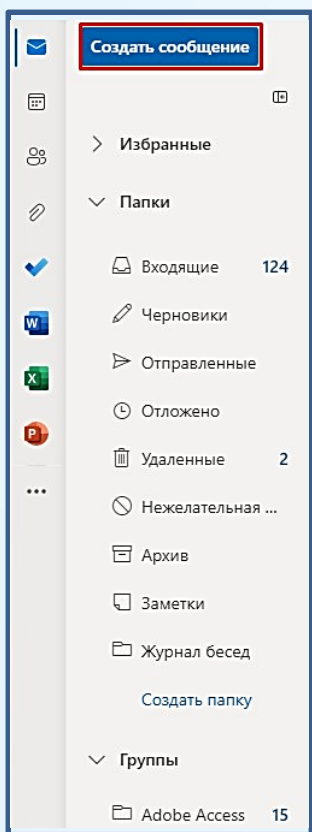 Создать сообщение
Избранные
Папки
Входящие 124
Черновики
Отправленные
Отложено
Удаленные 2
Нежелательная ...
Архив
Заметки
Журнал бесед
Создать папку
Группы
Adobe Access 15